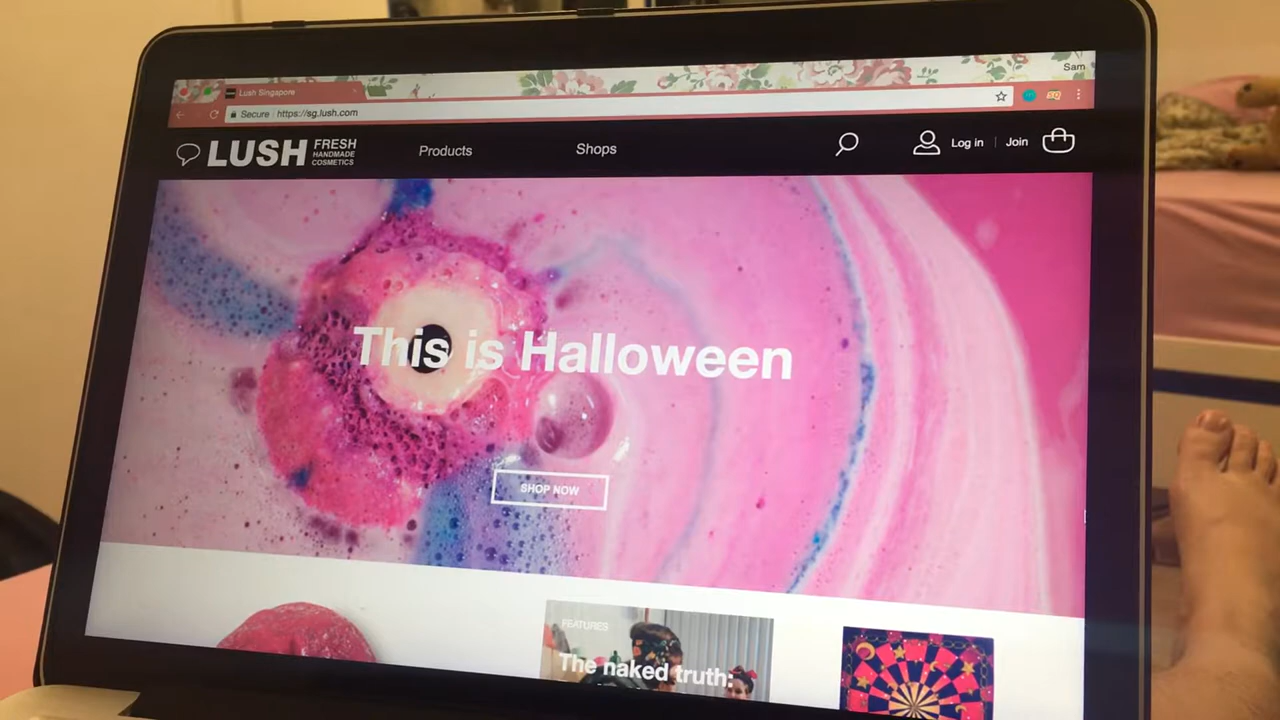 Sam
Lush Singapore
Secure https://sg.lush.com
LUSH FRESH
HANDMADE
COSMETICS
Products
Shops
Log in
Join
This is Halloween
SHOP NOW
FEATURES
The naked truth: